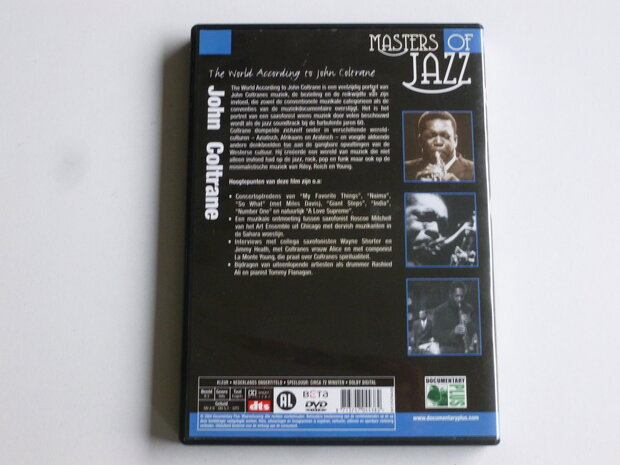 MASTERS OF
JAZZ
The World According to John Coltrane
John Coltrane
The World According to John Coltrane is een veelzijdig portret van
John Coltranes muziek, de bezieling en de reikwijdte van zijn
invloed, die zowel de conventionele muzikale categorieën als de
conventies van de muziekdocumentaire overstijgt. Het is het
portret van een saxofonist wiens muziek door velen beschouwd
wordt als de jazz soundtrack bij de turbulente jaren 60.
Coltrane dompelde zichzelf onder in verschillende wereld-
culturen – Aziatisch, Afrikaans en Arabisch – en voegde aldoende
andere denkbeelden toe aan de gangbare opvattingen van de
Westerse cultuur. Hij creëerde een wereld van muziek die niet
alleen invloed had op de jazz, rock, pop en funk maar ook op de
minimalistische muziek van Riley, Reich en Young.
Hoogtepunten van deze film zijn o.a:
• Concertoptredens van "My Favorite Things", "Naima",
"So What" (met Miles Davis), "Giant Steps", "India",
"Number One" en natuurlijk "A Love Supreme".
• Een muzikale ontmoeting tussen saxofonist Roscoe Mitchell
van het Art Ensemble uit Chicago met dervish muzikanten in
de Sahara woestijn.
• Interviews met collega saxofonisten Wayne Shorter en
Jimmy Heath, met Coltranes vrouw Alice en met componist
La Monte Young, die praat over Coltranes spiritualiteit.
• Bijdragen van uiteenlopende artiesten als drummer Rashied
Ali en pianist Tommy Flanagan.
KLEUR • NEDERLANDS ONDERTITELD • SPEELDUUR: CIRCA 72 MINUTEN • DOLBY DIGITAL
Beeld
Geluid
dts
AL
BETA
DVD
DOCUMENTARY
PLUS
www.documentaryplus.com